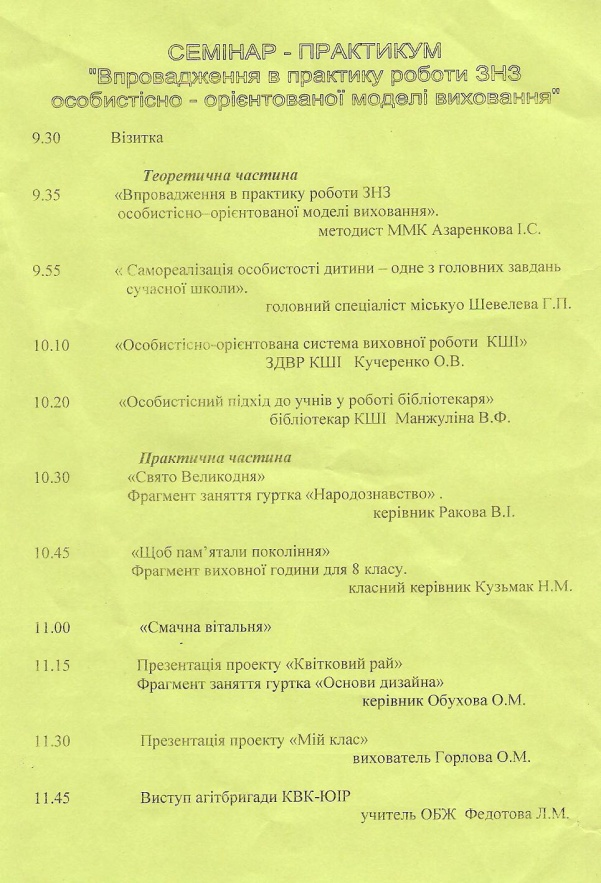 СЕМІНАР - ПРАКТИКУМ
"Впровадження в практику роботи ЗНЗ
особистісно - орієнтованої моделі виховання"
9.30 Візитка
Теоретична частина
9.35 «Впровадження в практику роботи ЗНЗ
особистісно–орієнтованої моделі виховання».
методист ММК Азаренкова І.С.
9.55 « Самореалізація особистості дитини – одне з головних завдань
сучасної школи».
головний спеціаліст міськуо Шевелева Г.П.
10.10 «Особистісно-орієнтована система виховної роботи КШІ»
ЗДВР КШІ Кучеренко О.В.
10.20 «Особистісний підхід до учнів у роботі бібліотекаря»
бібліотекар КШІ Манжуліна В.Ф.
Практична частина
10.30 «Свято Великодня»
Фрагмент заняття гуртка «Народознавство» .
керівник Ракова В.І.
10.45 «Щоб пам’ятали покоління»
Фрагмент виховної години для 8 класу.
класний керівник Кузьмак Н.М.
11.00 «Смачна вітальня»
11.15 Презентація проекту «Квітковий рай»
Фрагмент заняття гуртка «Основи дизайна»
керівник Обухова О.М.
11.30 Презентація проекту «Мій клас»
вихователь Горлова О.М.
11.45 Виступ агітбригади КВК-ЮІР
учитель ОБЖ Федотова Л.М.